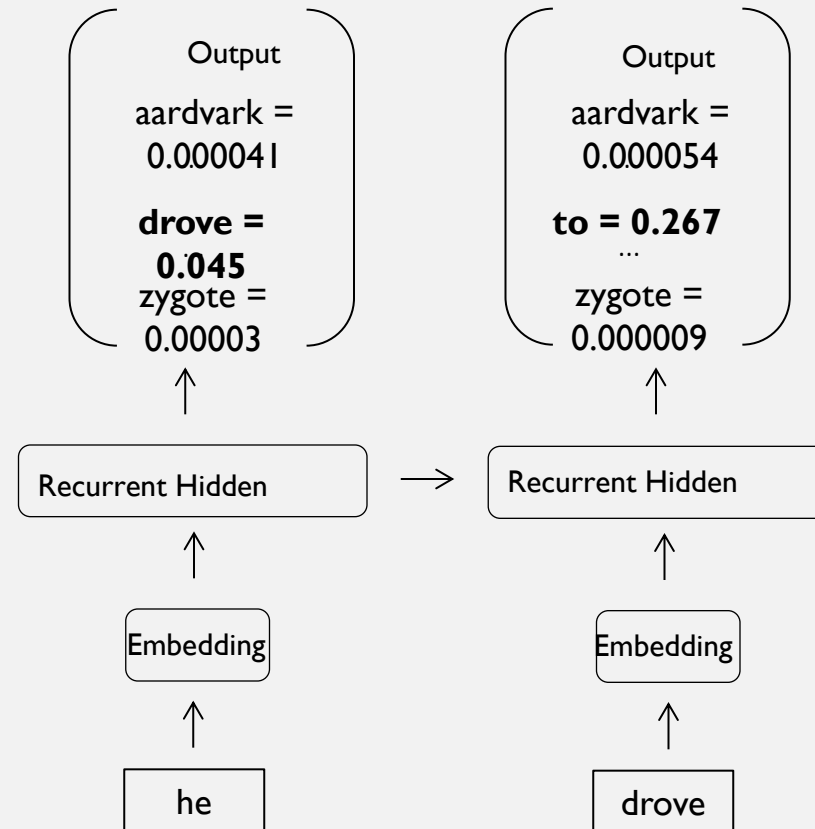 Output
aardvark =
0.000041
drove =
0.045
...
zygote =
0.00003
Recurrent Hidden
Embedding
he
Output
aardvark =
0.000054
to = 0.267
...
zygote =
0.000009
Recurrent Hidden
Embedding
drove